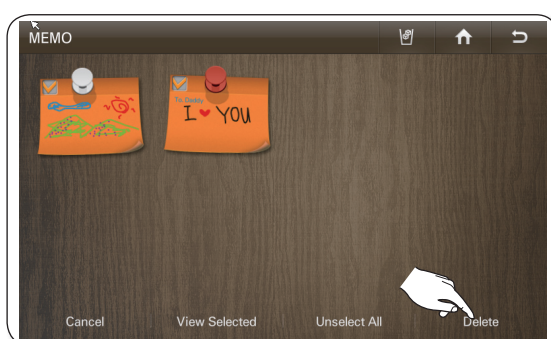 MEMO
To. Daddy
I ♥ YOU
Cancel View Selected Unselect All Delete